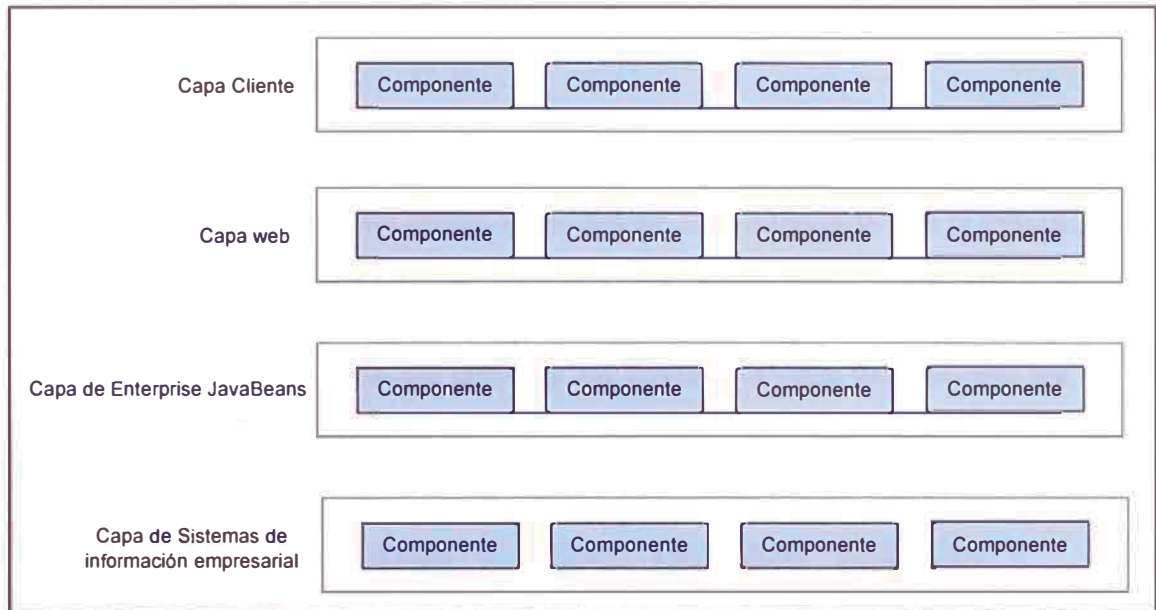 Capa Cliente
Componente Componente Componente Componente
Capa web
Componente Componente Componente Componente
Capa de Enterprise JavaBeans
Componente Componente Componente Componente
Capa de Sistemas de
información empresarial
Componente Componente Componente Componente